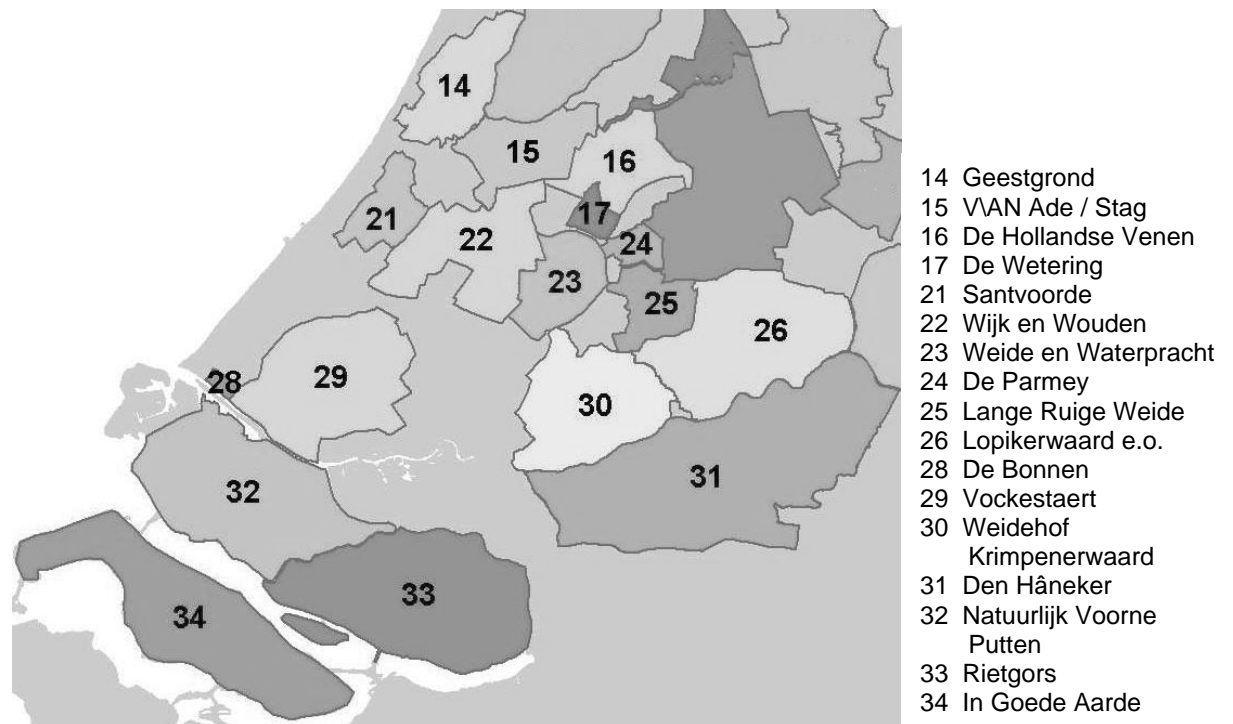 14
15
16
17
21
22
23
24
25
26
28
29
30
31
32
33
34
14 Geestgrond
15 V\AN Ade / Stag
16 De Hollandse Venen
17 De Wetering
21 Santvoorde
22 Wijk en Wouden
23 Weide en Waterpracht
24 De Parmey
25 Lange Ruige Weide
26 Lopikerwaard e.o.
28 De Bonnen
29 Vockestaert
30 Weidehof
Krimpenerwaard
31 Den Hâneker
32 Natuurlijk Voorne
Putten
33 Rietgors
34 In Goede Aarde